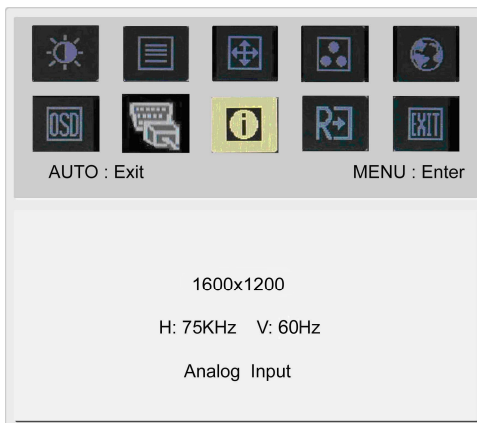 OSD i R EXIT
AUTO : Exit MENU : Enter
1600x1200
H: 75KHz V: 60Hz
Analog Input